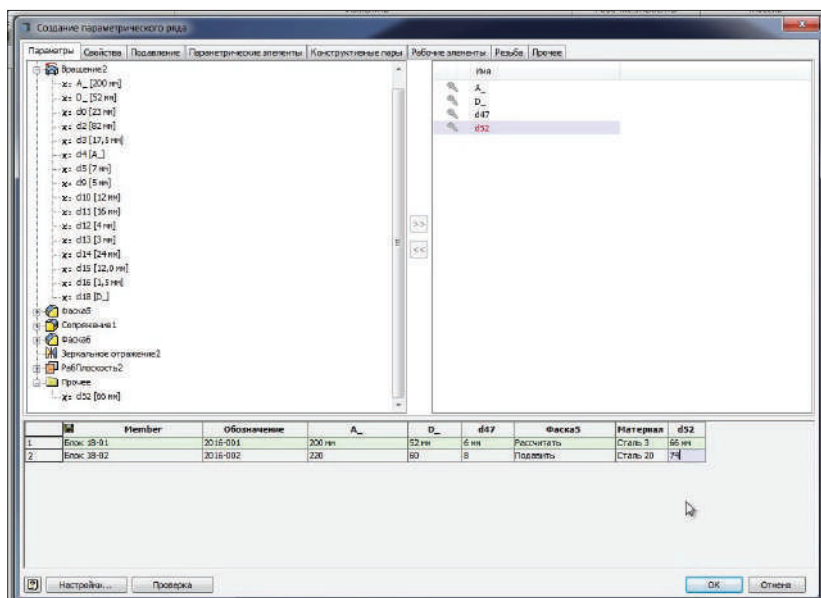 Создание параметрического ряда
Параметры Свойства Подавление Параметрические элементы Конструктивные пары Рабочие элементы Резьба Прочее
Вращение2
A_ [200 мм]
D_ [52 мм]
d0 [23 мм]
d2 [82 мм]
d3 [17,5 мм]
d4 [A_]
d5 [7 мм]
d9 [5 мм]
d10 [12 мм]
d11 [16 мм]
d12 [4 мм]
d13 [3 мм]
d14 [24 мм]
d15 [12,0 мм]
d16 [1,5 мм]
d18 [D_]
Фаска5
Сопряжение1
Фаска6
Зеркальное отражение2
РабПлоскость2
Прочее
d52 [66 мм]
Имя
A_
D_
d47
d52
>>
<<
Member Обозначение A_ D_ d47 Фаска5 Материал d52
1 Блок 18-01 2016-001 200 мм 52 мм 6 мм Рассчитать Сталь 3 66 мм
2 Блок 18-02 2016-002 220 60 8 Подавить Сталь 20 74
Настройки... Проверка OK Отмена